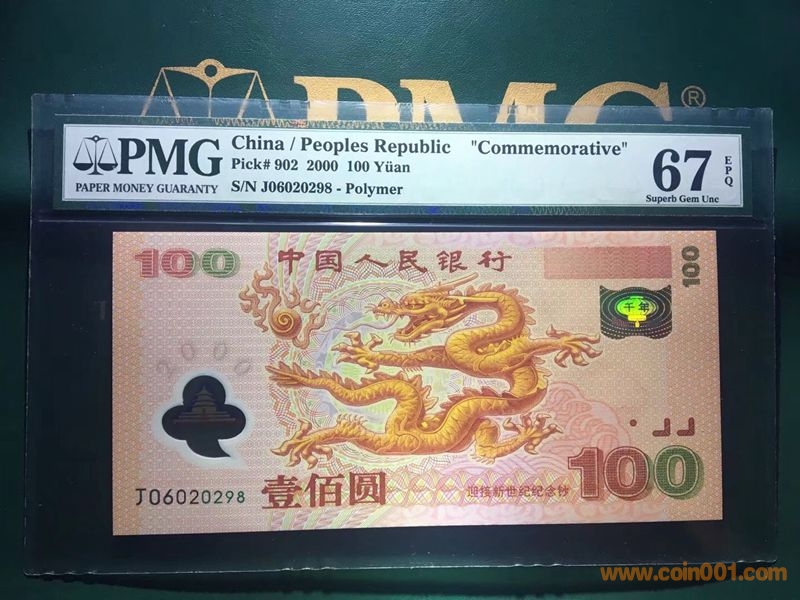 PMG®
PMG
PAPER MONEY GUARANTY
China / Peoples Republic "Commemorative"
Pick# 902 2000 100 Yüan
S/N J06020298 - Polymer
67
EPQ
Superb Gem Unc
100
中国人民银行
100
千年
2000
J06020298
壹佰圆
迎接新世纪纪念钞
100
www.coin001.com